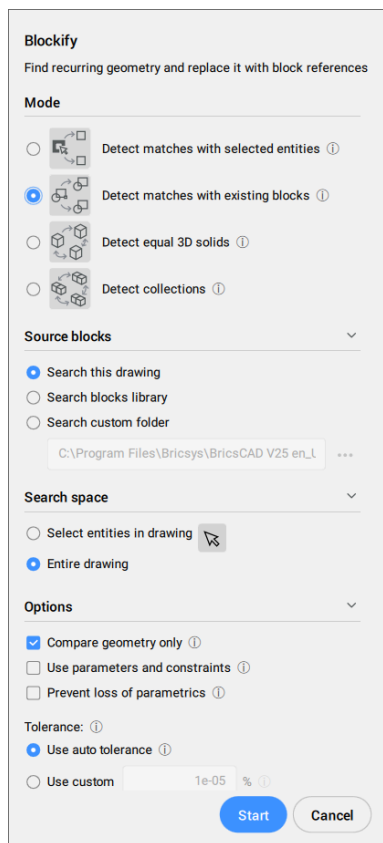 Blockify
Find recurring geometry and replace it with block references
Mode
Detect matches with selected entities ⓘ
Detect matches with existing blocks ⓘ
Detect equal 3D solids ⓘ
Detect collections ⓘ
Source blocks
Search this drawing
Search blocks library
Search custom folder
C:\Program Files\Bricsys\BricsCAD V25 en_U ...
Search space
Select entities in drawing
Entire drawing
Options
Compare geometry only ⓘ
Use parameters and constraints ⓘ
Prevent loss of parametrics ⓘ
Tolerance: ⓘ
Use auto tolerance ⓘ
Use custom 1e-05 % ⓘ
Start Cancel